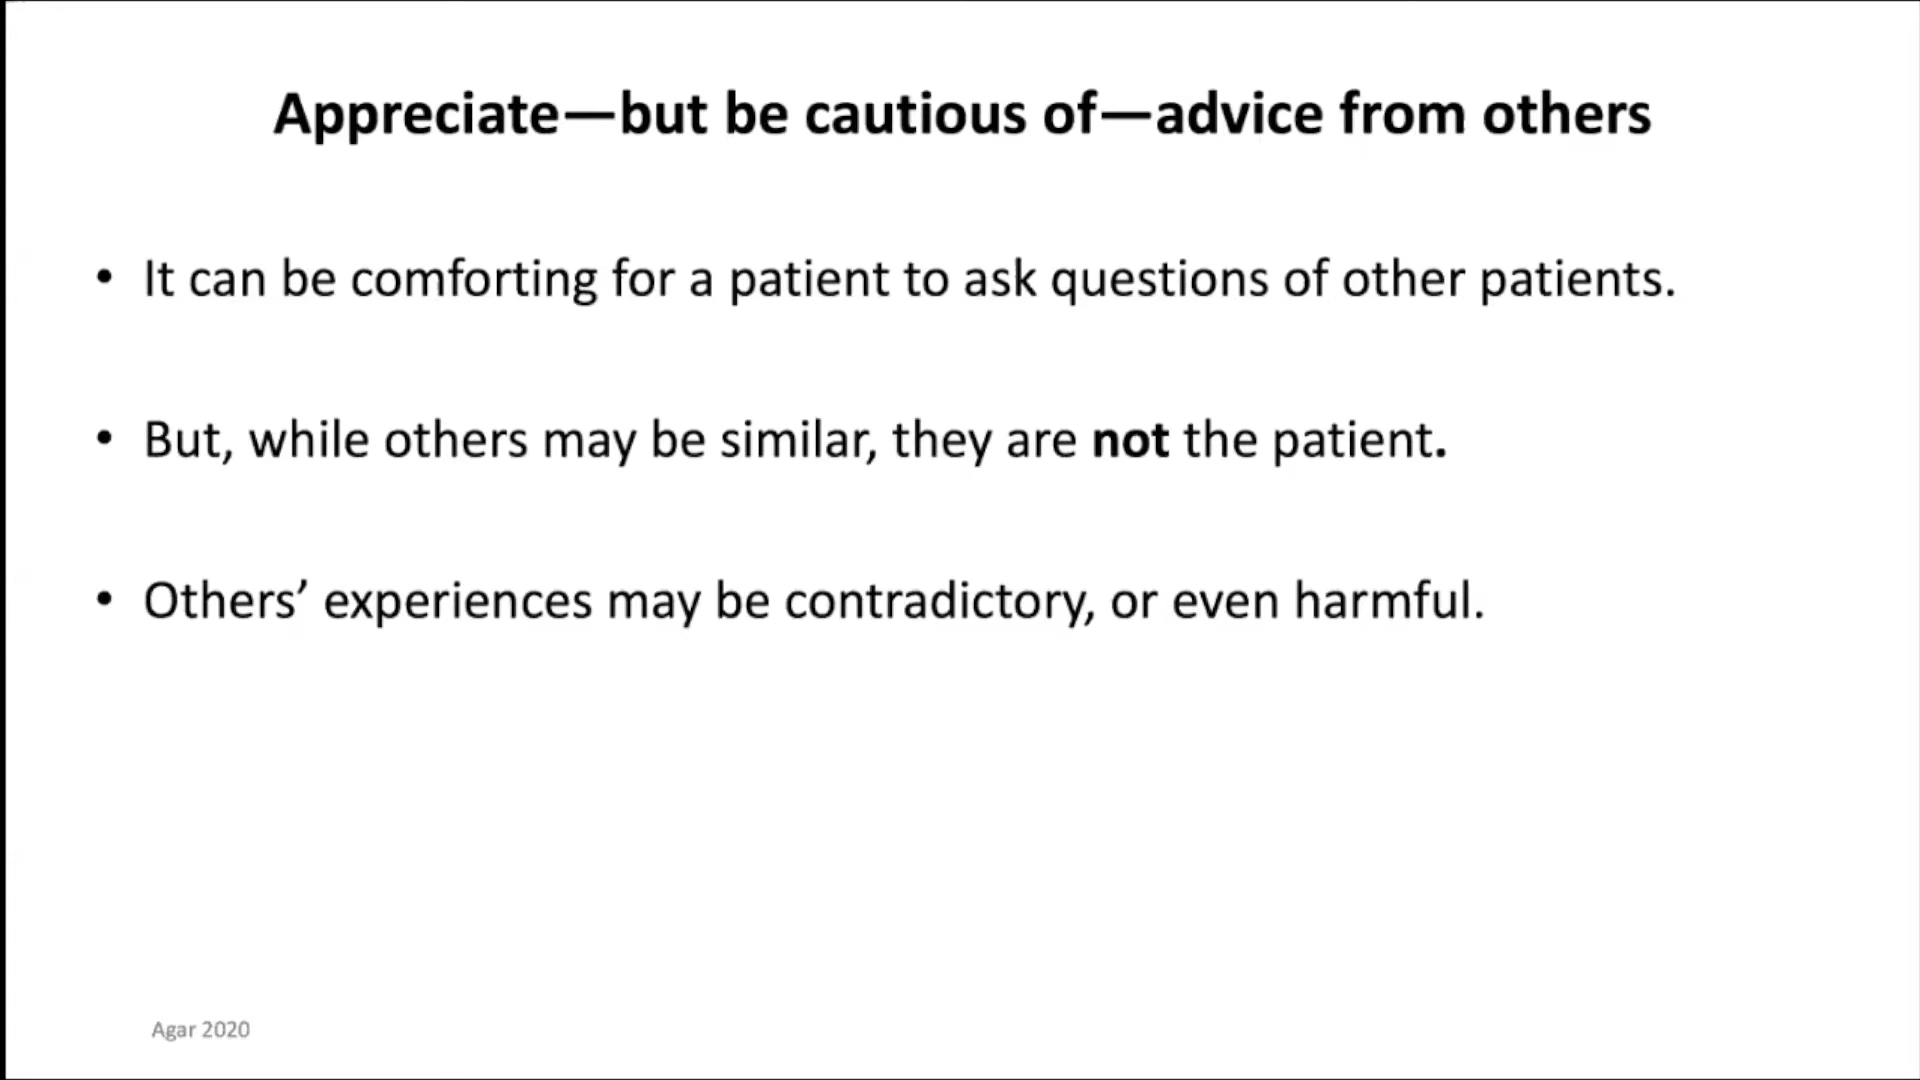 Appreciate—but be cautious of—advice from others
• It can be comforting for a patient to ask questions of other patients.
• But, while others may be similar, they are not the patient.
• Others’ experiences may be contradictory, or even harmful.
Agar 2020